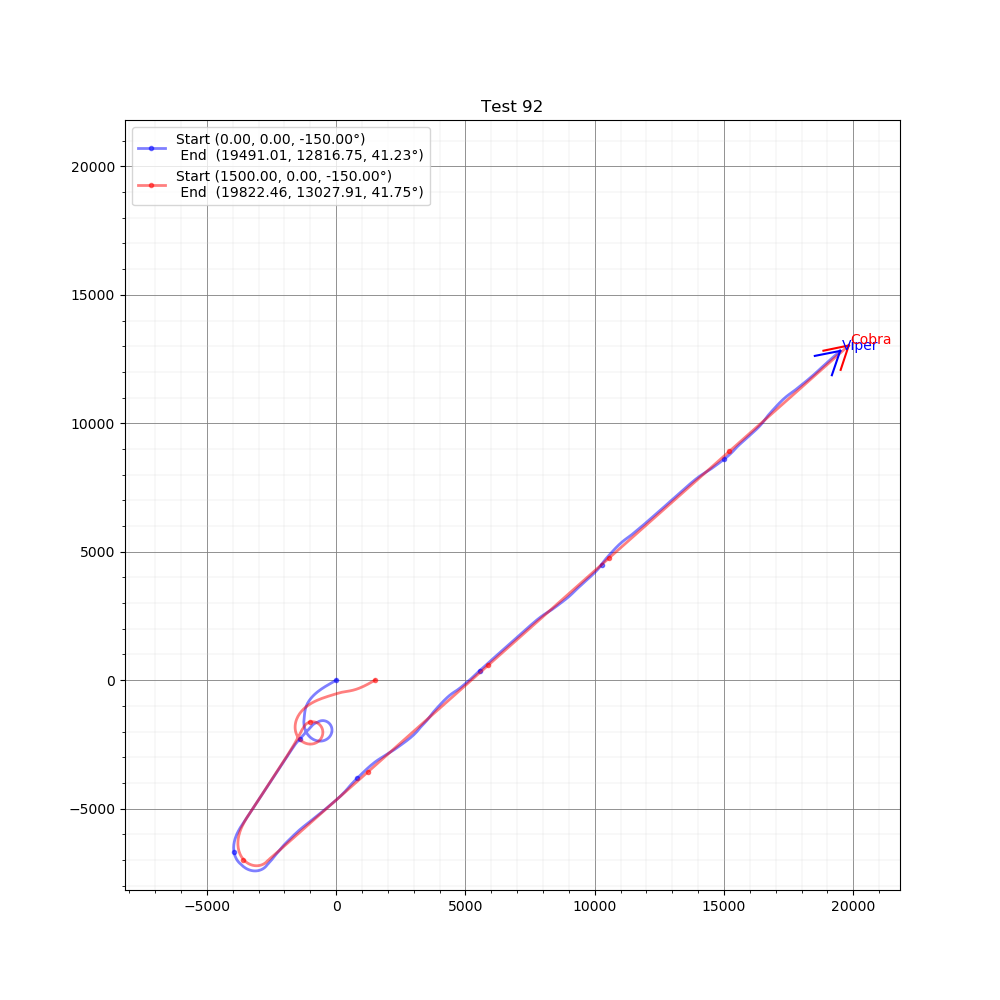 Test 92
Start (0.00, 0.00, -150.00°)
End (19491.01, 12816.75, 41.23°)
Start (1500.00, 0.00, -150.00°)
End (19822.46, 13027.91, 41.75°)
20000
15000
10000
5000
0
−5000
Cobra
Viper
−5000
0
5000
10000
15000
20000